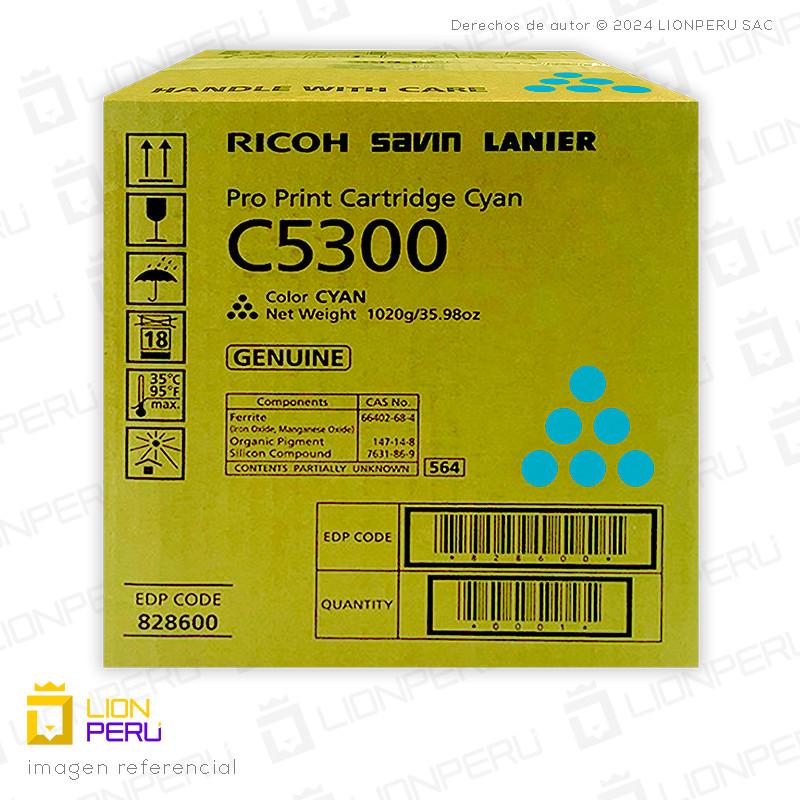 Derechos de autor © 2024 LIONPERU SAC
HANDLE WITH CARE
RICOH SAVIN LANIER
Pro Print Cartridge Cyan
C5300
Color CYAN
Net Weight 1020g/35.98oz
18
35°C
95°F
max.
GENUINE
Components CAS No.
Ferrite 66402-68-4
(Iron Oxide, Manganese Oxide)
Organic Pigment 147-14-8
Silicon Compound 7631-86-9
CONTENTS PARTIALLY UNKNOWN 564
EDP CODE
*828600*
QUANTITY
*0001*
EDP CODE
828600
LION
PERU
imagen referencial
LIONPERU